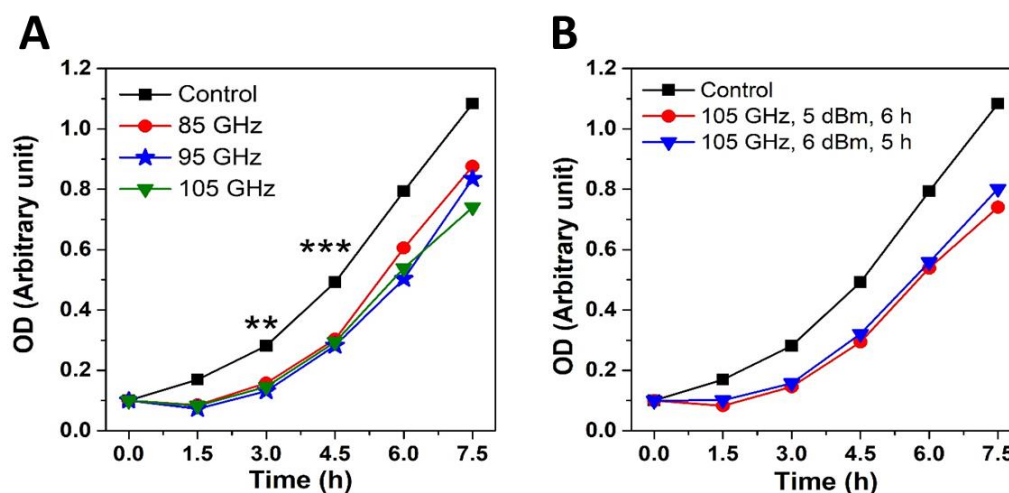 A
OD (Arbitrary unit)
1.2
1.0
0.8
0.6
0.4
0.2
0.0
Control
85 GHz
95 GHz
105 GHz
***
**
0.0 1.5 3.0 4.5 6.0 7.5
Time (h)
B
OD (Arbitrary unit)
1.2
1.0
0.8
0.6
0.4
0.2
0.0
Control
105 GHz, 5 dBm, 6 h
105 GHz, 6 dBm, 5 h
0.0 1.5 3.0 4.5 6.0 7.5
Time (h)